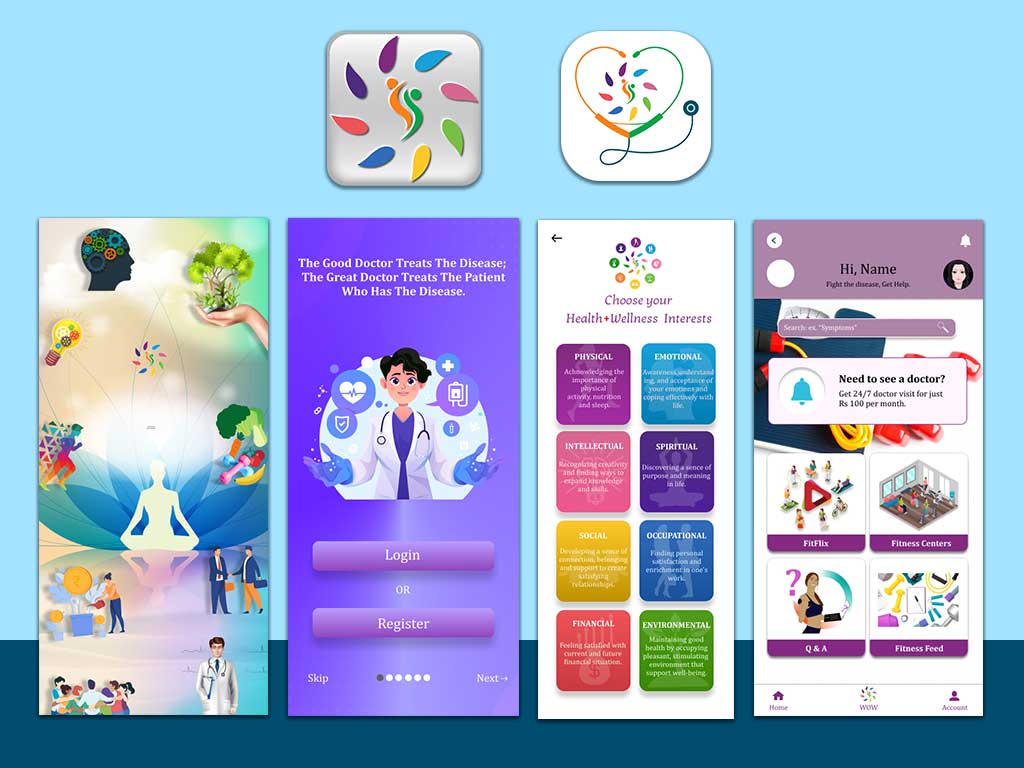 The Good Doctor Treats The Disease;
The Great Doctor Treats The Patient
Who Has The Disease.
Login
OR
Register
Skip
Next→
←
Choose your
Health+Wellness Interests
PHYSICAL
Acknowledging the
importance of
physical
activity, nutrition
and sleep.
EMOTIONAL
Awareness,understand
ing, and acceptance of
your emotions and
coping effectively with
life.
INTELLECTUAL
Recognizing creativity
and finding ways to
expand knowledge
and skills.
SPIRITUAL
Discovering a sense of
purpose and meaning
in life.
SOCIAL
Developing a sense of
connection, belonging
and support to create
satisfying
relationships.
OCCUPATIONAL
Finding personal
satisfaction and
enrichment in one's
work.
FINANCIAL
Feeling satisfied with
current and future
financial situation.
ENVIRONMENTAL
Maintaining good
health by occupying
pleasant, stimulating
environment that
support well-being.
Hi, Name
Fight the disease, Get Help.
Search: ex. "Symptoms"
Need to see a doctor?
Get 24/7 doctor visit for just
Rs 100 per month.
FitFlix
Fitness Centers
?
Q & A
Fitness Feed
Home
WOW
Account